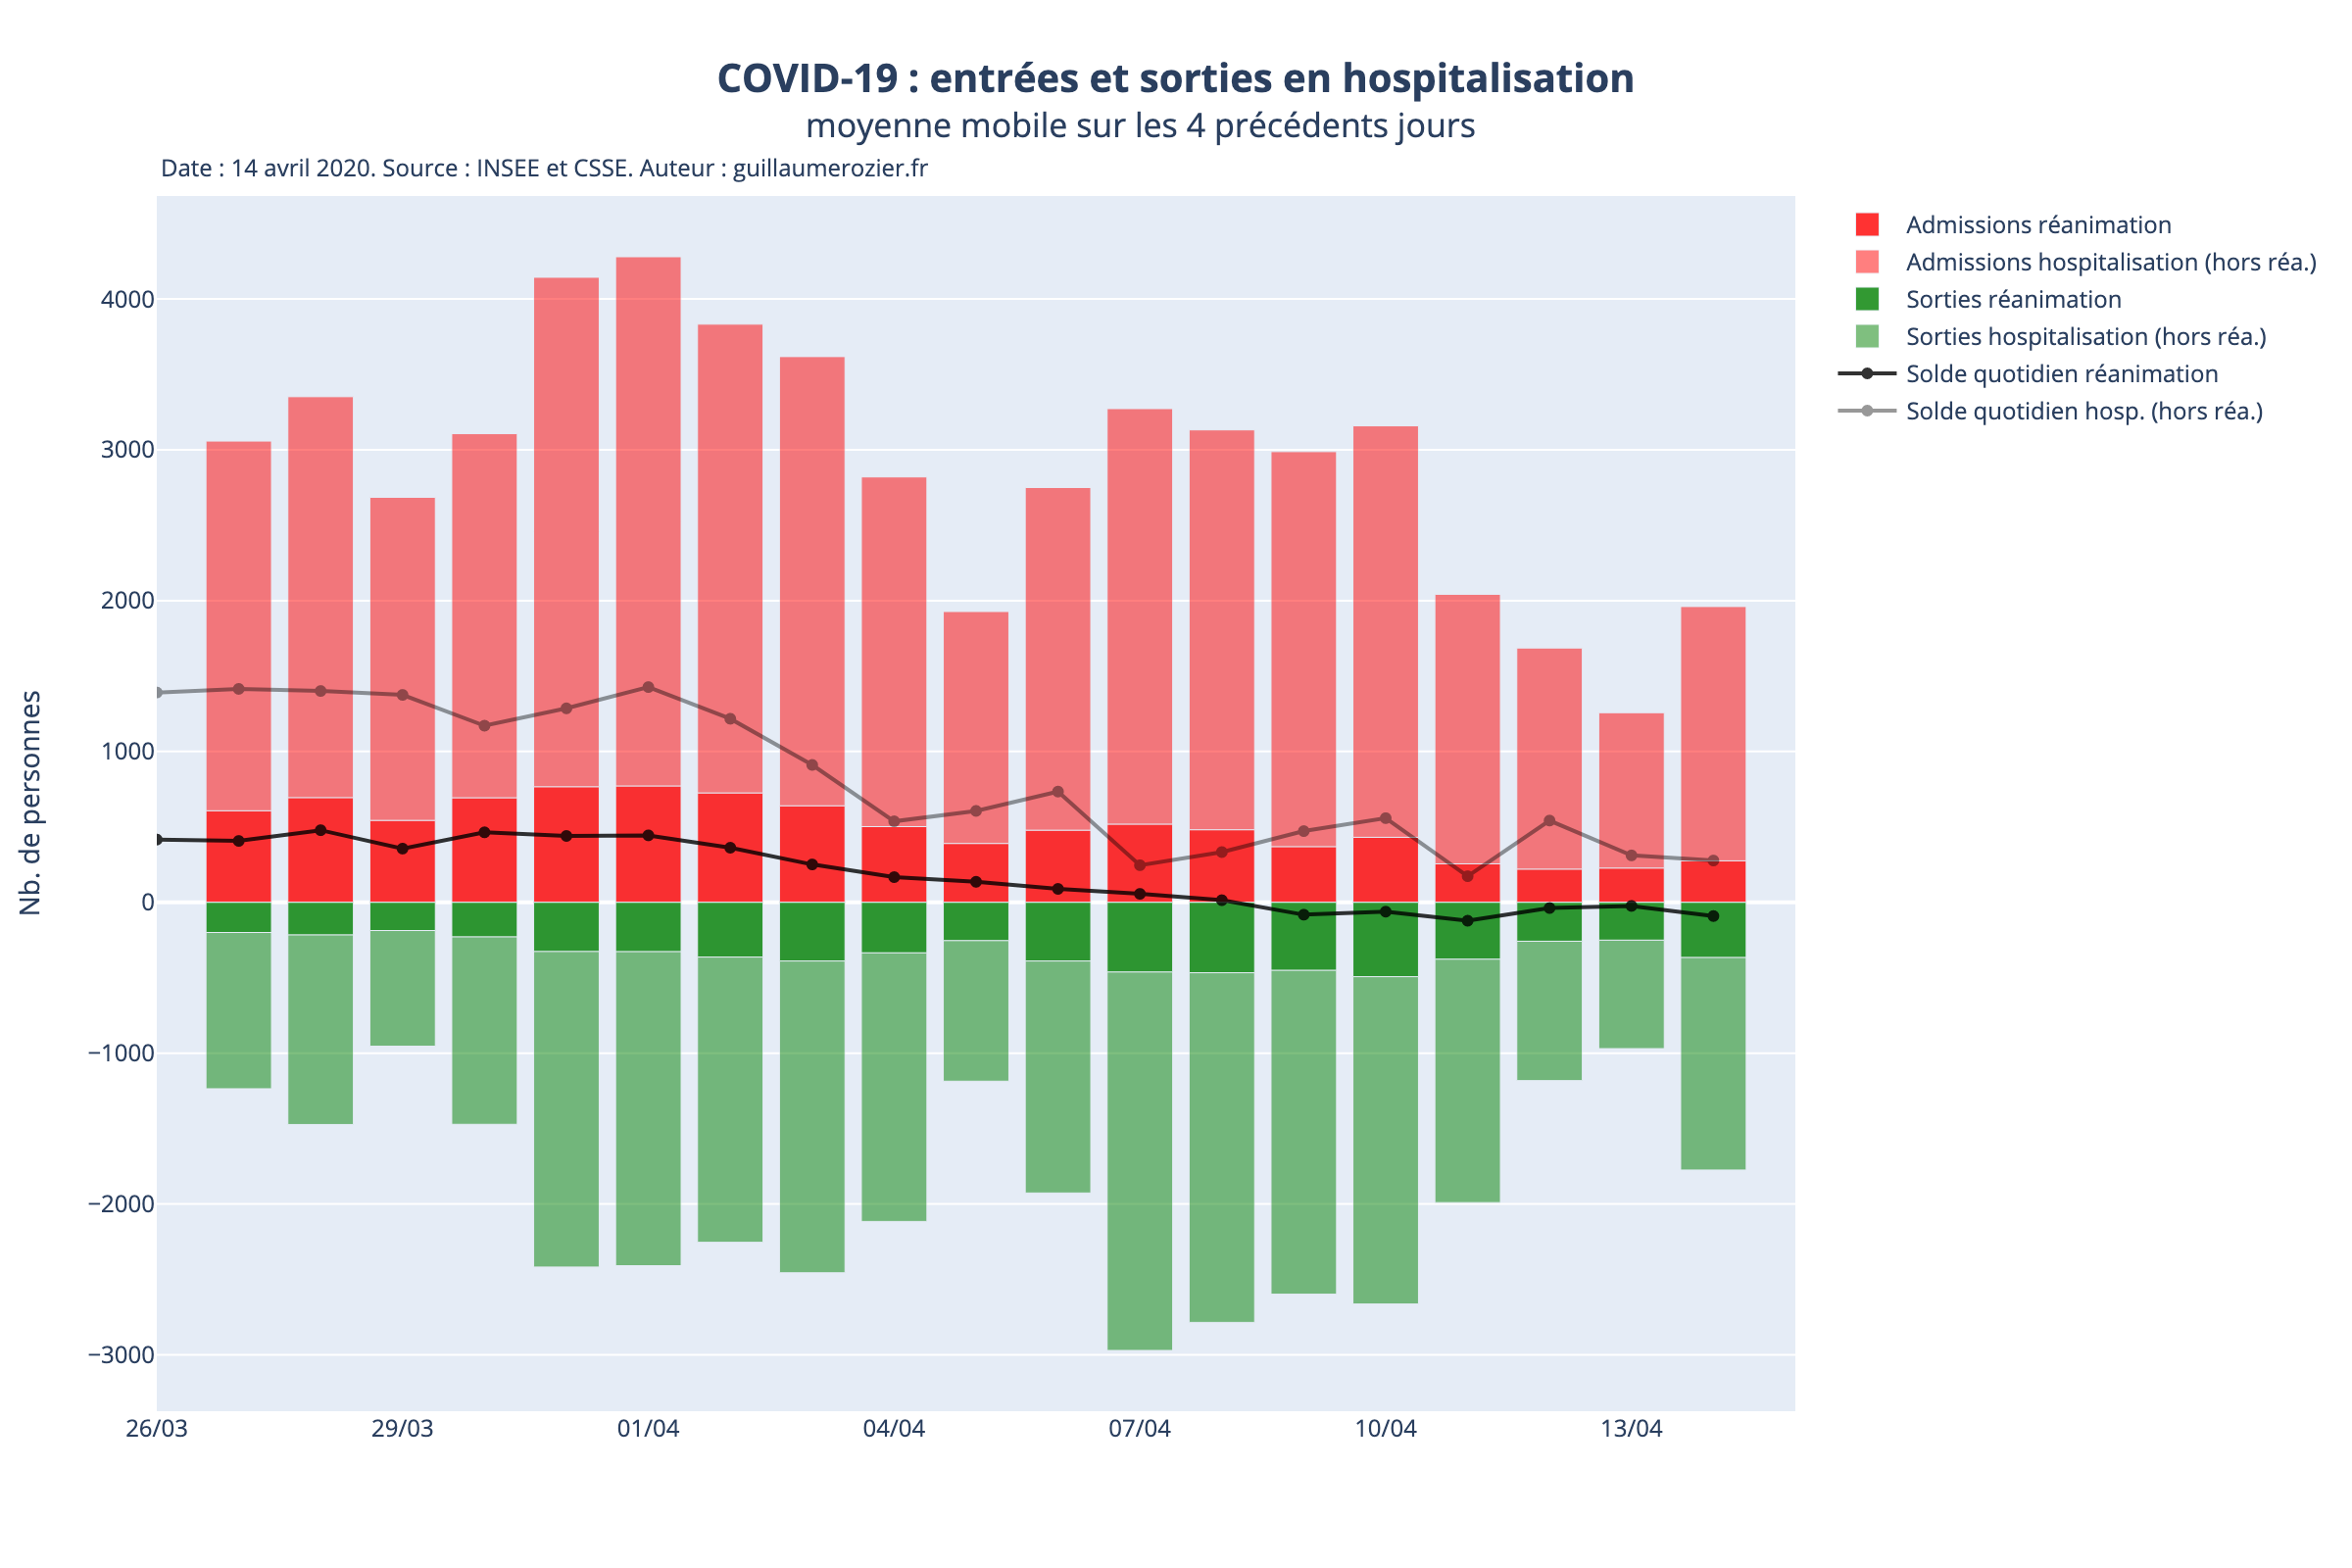 COVID-19 : entrées et sorties en hospitalisation
moyenne mobile sur les 4 précédents jours
Date : 14 avril 2020. Source : INSEE et CSSE. Auteur : guillaumerozier.fr
Admissions réanimation
Admissions hospitalisation (hors réa.)
Sorties réanimation
Sorties hospitalisation (hors réa.)
Solde quotidien réanimation
Solde quotidien hosp. (hors réa.)
Nb. de personnes
4000
3000
2000
1000
0
−1000
−2000
−3000
26/03 29/03 01/04 04/04 07/04 10/04 13/04